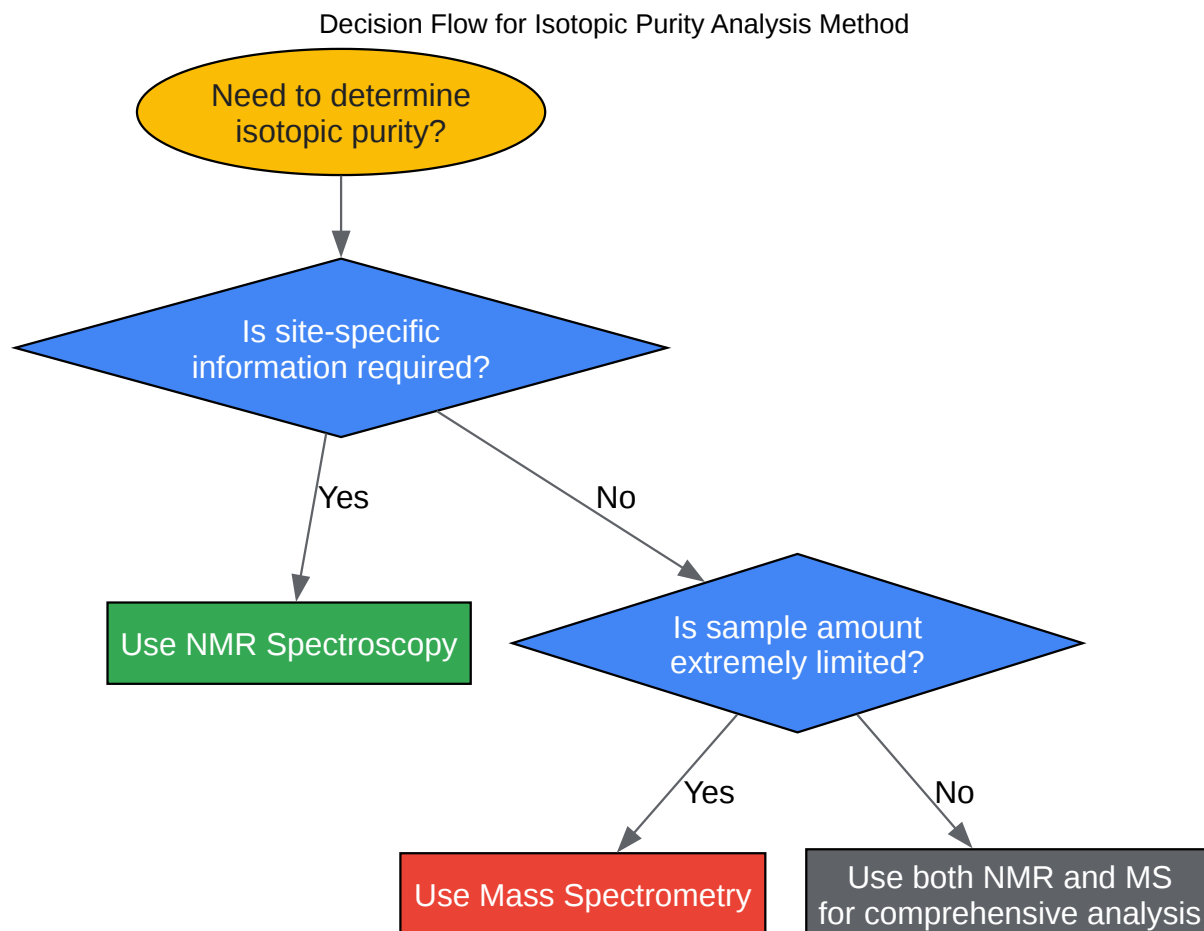 Decision Flow for Isotopic Purity Analysis Method
Need to determine
isotopic purity?
Is site-specific
information required?
Yes
No
Use NMR Spectroscopy
Is sample amount
extremely limited?
Yes
No
Use Mass Spectrometry
Use both NMR and MS
for comprehensive analysis